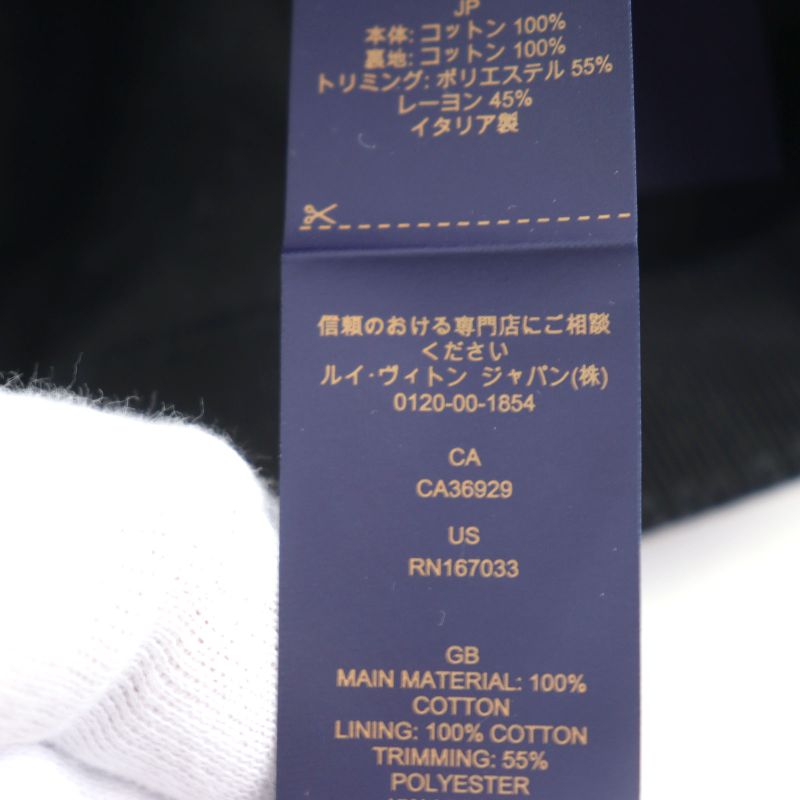 JP
本体: コットン 100%
裏地: コットン 100%
トリミング: ポリエステル 55%
レーヨン 45%
イタリア製
信頼のおける専門店にご相談
ください
ルイ·ヴィトン ジャパン(株)
0120-00-1854
CA
CA36929
US
RN167033
GB
MAIN MATERIAL: 100%
COTTON
LINING: 100% COTTON
TRIMMING: 55%
POLYESTER